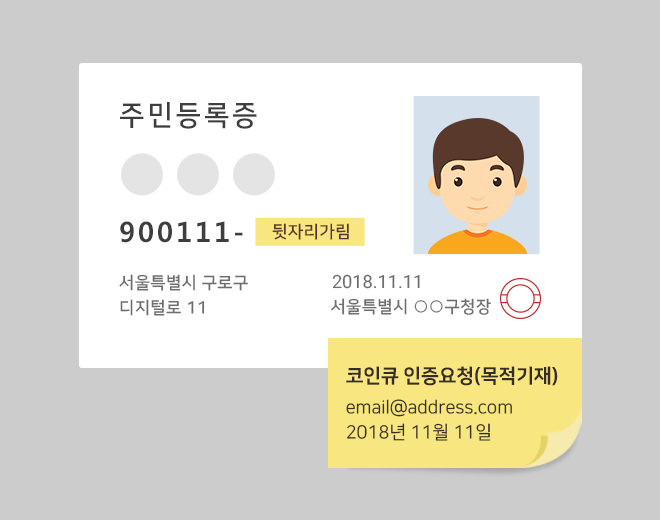 주민등록증
900111- 뒷자리가림
서울특별시 구로구
디지털로 11
2018.11.11
서울특별시 ○○구청장
코인큐 인증요청(목적기재)
email@address.com
2018년 11월 11일